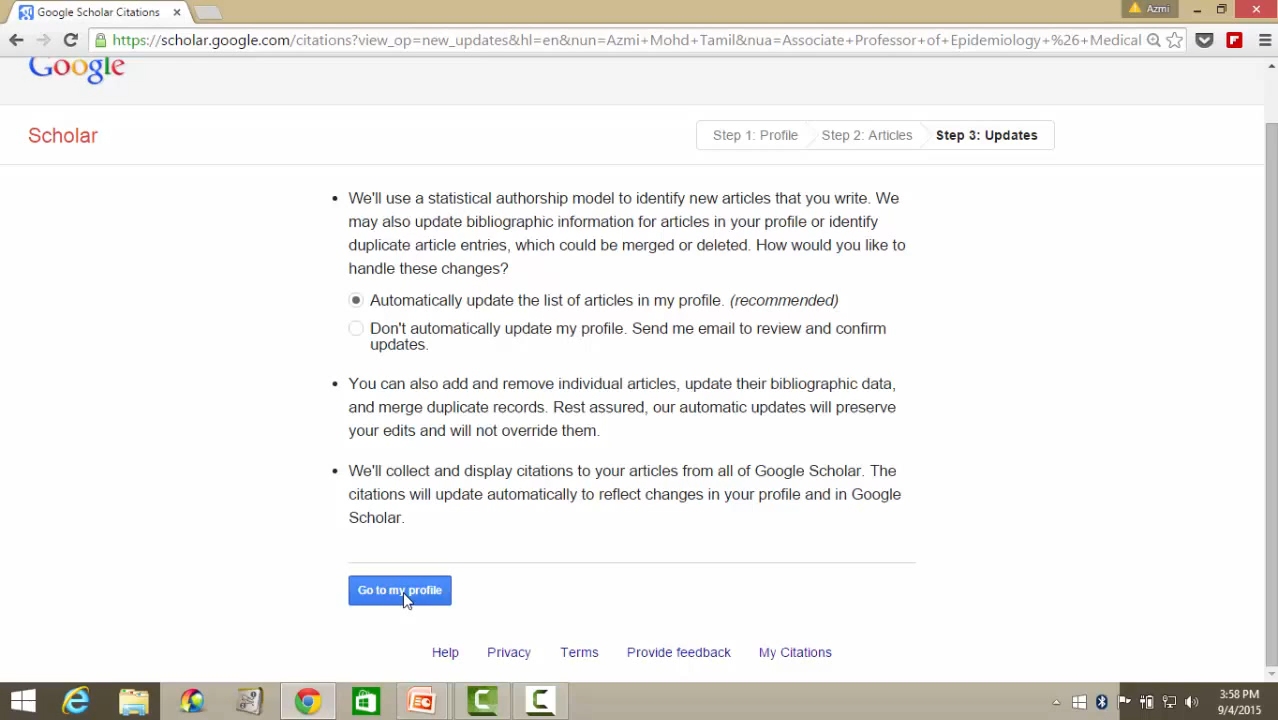 Google Scholar Citations
Azmi
https://scholar.google.com/citations?view_op=new_updates&hl=en&nun=Azmi+Mohd+Tamil&nua=Associate+Professor+of+Epidemiology+%26+Medical
Google
Scholar
Step 1: Profile
Step 2: Articles
Step 3: Updates
We'll use a statistical authorship model to identify new articles that you write. We
may also update bibliographic information for articles in your profile or identify
duplicate article entries, which could be merged or deleted. How would you like to
handle these changes?
Automatically update the list of articles in my profile. (recommended)
Don't automatically update my profile. Send me email to review and confirm
updates.
You can also add and remove individual articles, update their bibliographic data,
and merge duplicate records. Rest assured, our automatic updates will preserve
your edits and will not override them.
We'll collect and display citations to your articles from all of Google Scholar. The
citations will update automatically to reflect changes in your profile and in Google
Scholar.
Go to my profile
Help Privacy Terms Provide feedback My Citations
3:58 PM
9/4/2015